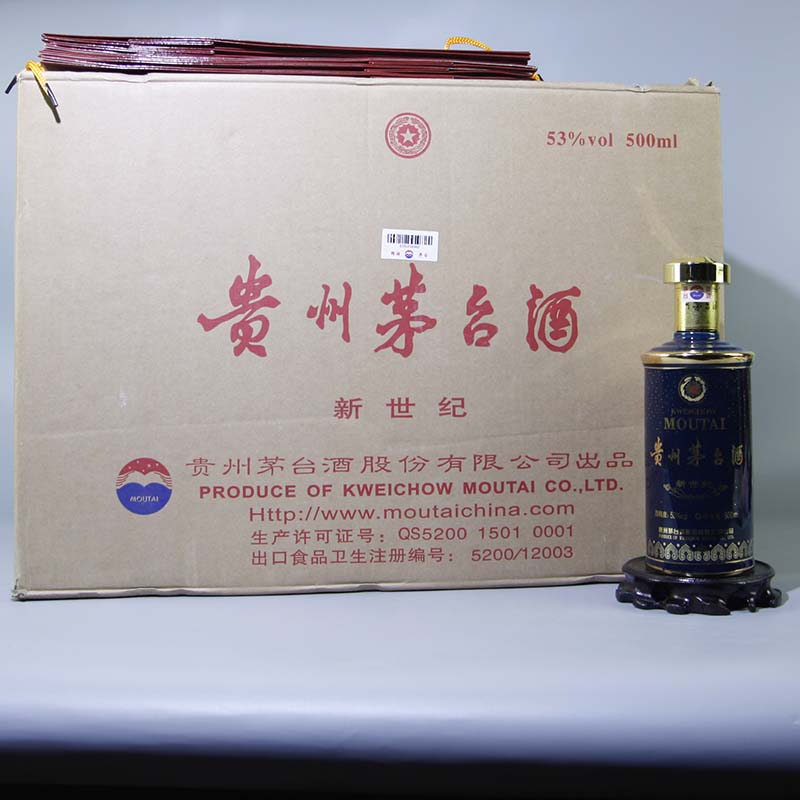 53%vol 500ml
贵州茅台酒
新世纪
MOUTAI
贵州茅台酒股份有限公司出品
PRODUCE OF KWEICHOW MOUTAI CO.,LTD.
Http://www.moutaichina.com
生产许可证号：QS5200 1501 0001
出口食品卫生注册编号：5200/12003
KWEICHOW
MOUTAI
贵州茅台酒
新世纪